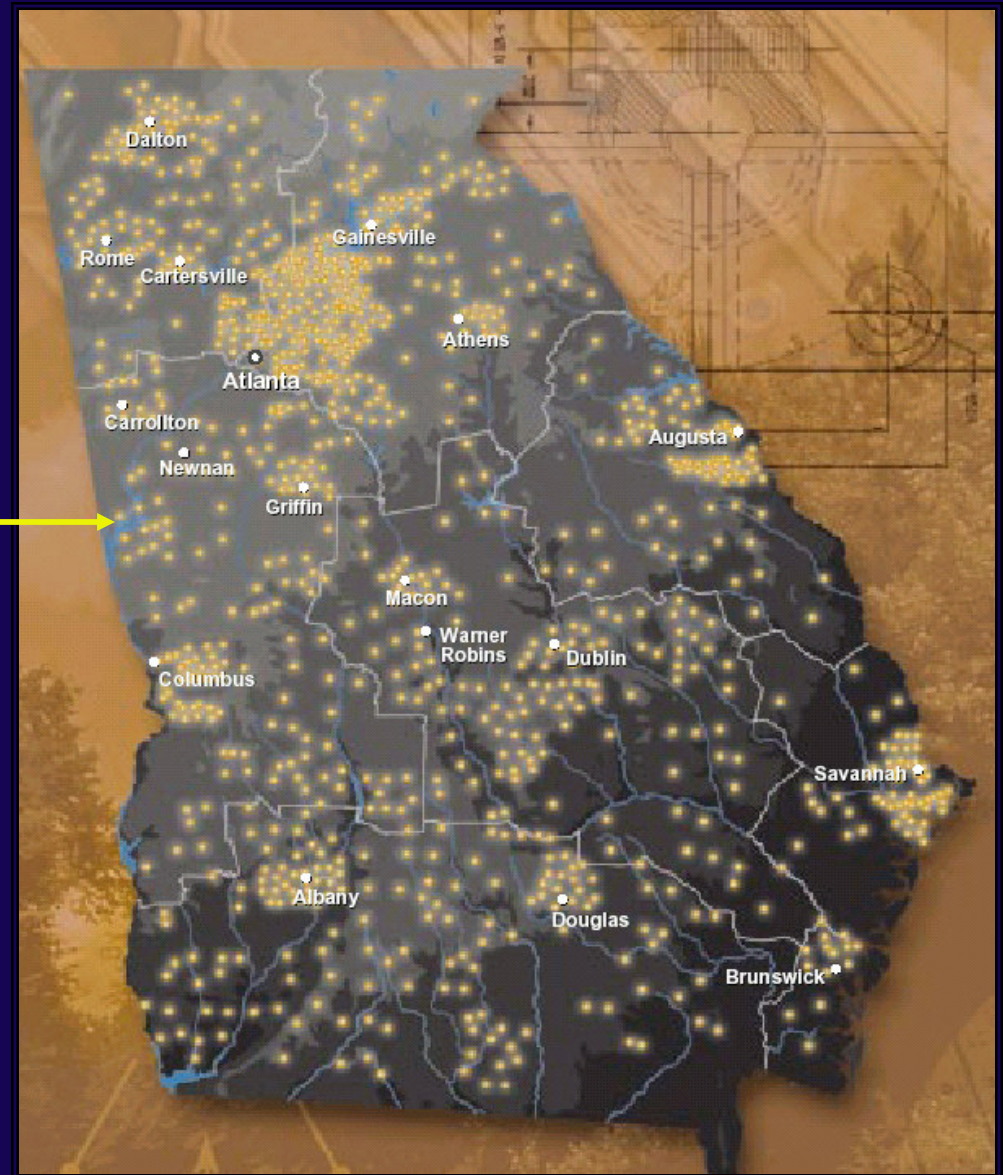 Dalton
Gainesville
Rome
Cartersville
Athens
Atlanta
Carrollton
Augusta
Newnan
Griffin
Macon
Warner
Robins
Dublin
Columbus
Savannah
Albany
Douglas
Brunswick